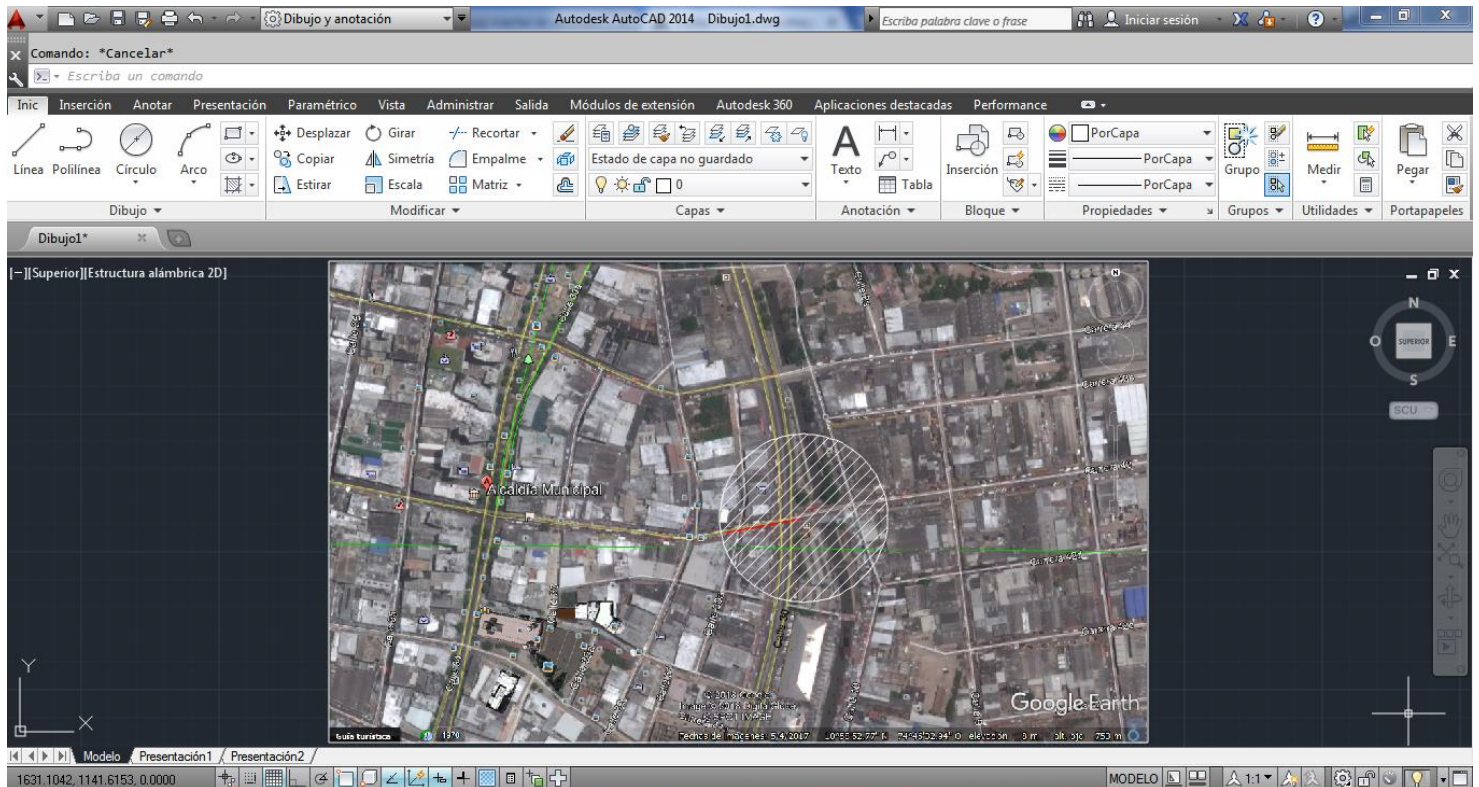 Dibujo y anotación
Autodesk AutoCAD 2014 Dibujo1.dwg
Escriba palabra clave o frase
Iniciar sesión
Comando: *Cancelar*
Escriba un comando
Inic Inserción Anotar Presentación Paramétrico Vista Administrar Salida Módulos de extensión Autodesk 360 Aplicaciones destacadas Performance
Desplazar Girar Recortar
Copiar Simetría Empalme
Estirar Escala Matriz
Línea Polilínea Círculo Arco
Estado de capa no guardado
0
Texto
Tabla
Inserción
PorCapa
PorCapa
PorCapa
Grupo
Medir
Pegar
Dibujo Modificar Capas Anotación Bloque Propiedades Grupos Utilidades Portapapeles
Dibujo1*
[−][Superior][Estructura alámbrica 2D]
N
O SUPERIOR E
S
SCU
Alcaldía Municipal
Google Earth
Guía turística
1970
Y
X
Modelo Presentación1 Presentación2
1631.1042, 1141.6153, 0.0000
MODELO
1:1